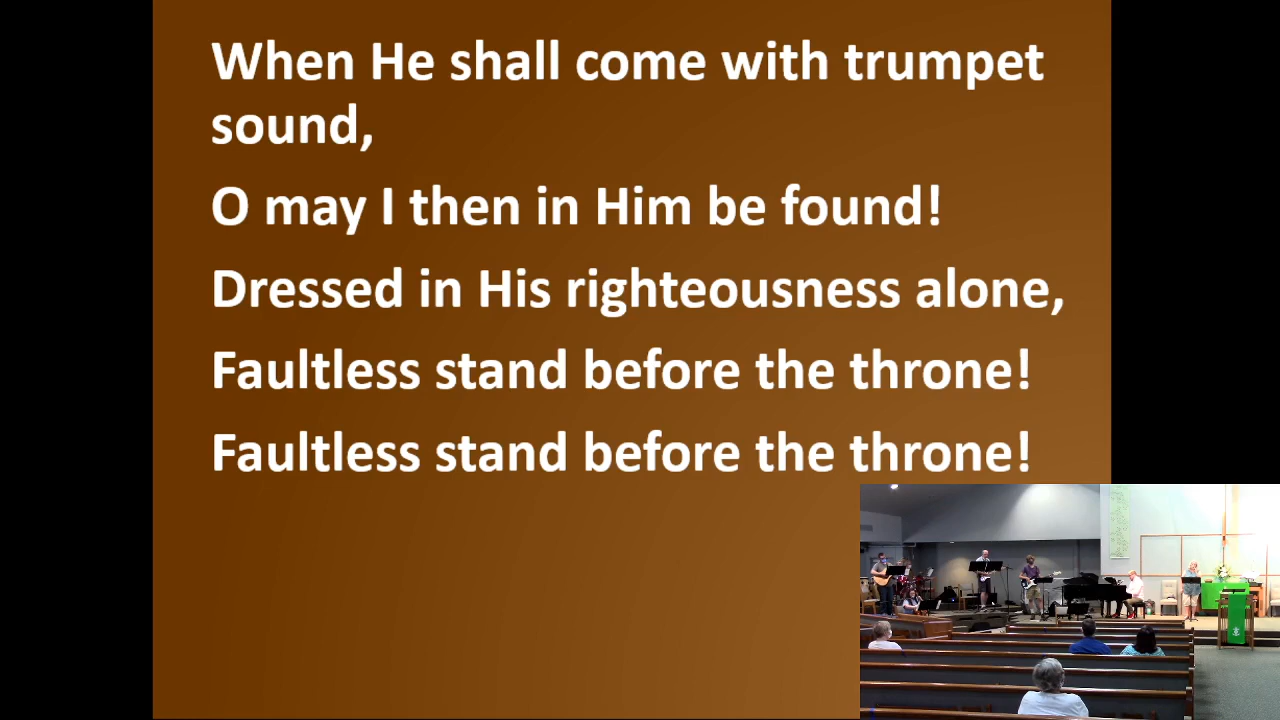 When He shall come with trumpet
sound,
O may I then in Him be found!
Dressed in His righteousness alone,
Faultless stand before the throne!
Faultless stand before the throne!